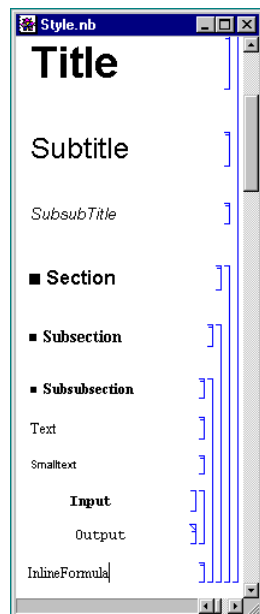 Style.nb
Title
Subtitle
SubsubTitle
Section
Subsection
Subsubsection
Text
Smalltext
Input
Output
InlineFormula